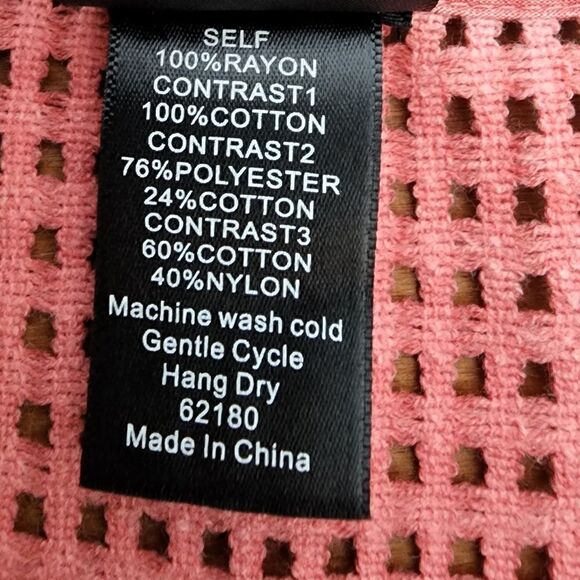 SELF
100%RAYON
CONTRAST1
100%COTTON
CONTRAST2
76%POLYESTER
24%COTTON
CONTRAST3
60%COTTON
40%NYLON
Machine wash cold
Gentle Cycle
Hang Dry
62180
Made In China